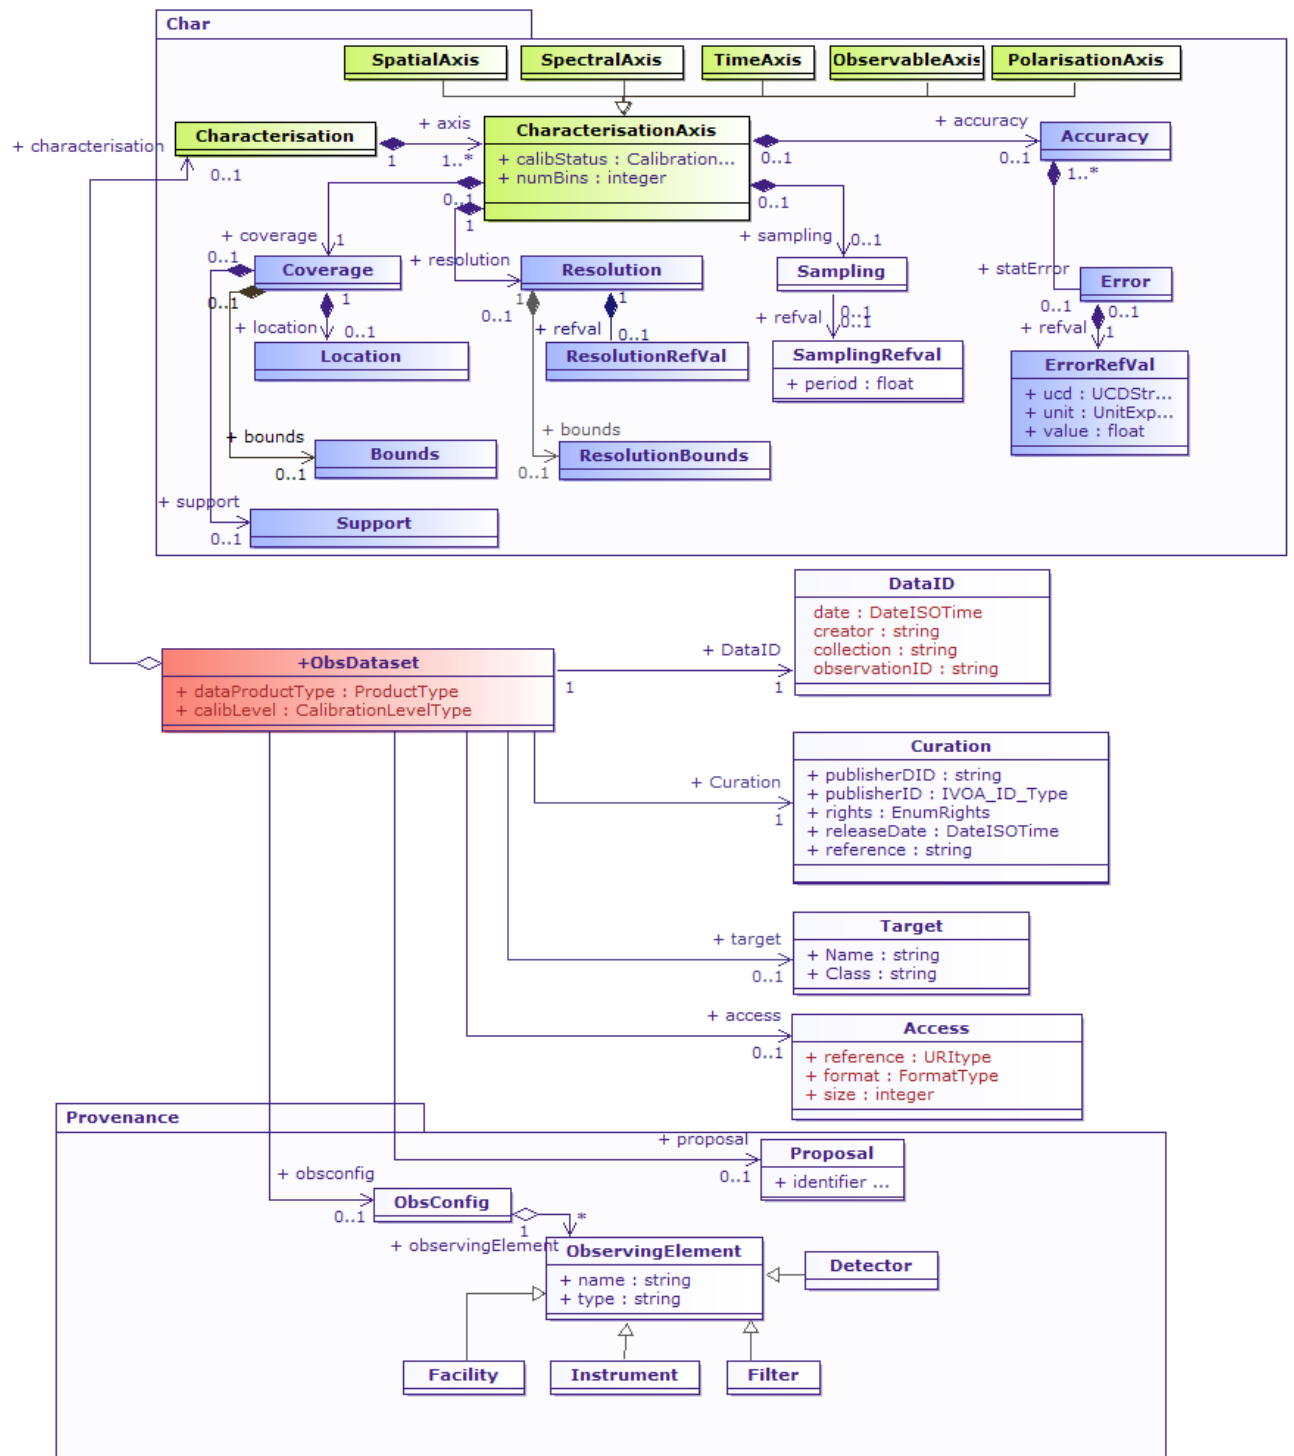 Char
SpatialAxis
SpectralAxis
TimeAxis
ObservableAxis
PolarisationAxis
+ characterisation
0..1
Characterisation
1
+ axis
1..*
CharacterisationAxis
+ calibStatus : Calibration...
+ numBins : integer
0..1
+ accuracy
0..1
Accuracy
1..*
0..1
1
0..1
+ coverage
1
+ resolution
+ sampling
0..1
+ statError
0..1
0..1
Coverage
Resolution
Sampling
Error
0..1
1
+ location
0..1
1
0..1
1
+ refval
0..1
0..1
+ refval
0..1
0..1
+ refval
1
Location
ResolutionRefVal
SamplingRefval
+ period : float
ErrorRefVal
+ ucd : UCDStr...
+ unit : UnitExp...
+ value : float
+ bounds
0..1
Bounds
+ bounds
0..1
ResolutionBounds
+ support
0..1
Support
+ObsDataset
+ dataProductType : ProductType
+ calibLevel : CalibrationLevelType
+ DataID
1
1
DataID
date : DateISOTime
creator : string
collection : string
observationID : string
+ Curation
1
Curation
+ publisherDID : string
+ publisherID : IVOA_ID_Type
+ rights : EnumRights
+ releaseDate : DateISOTime
+ reference : string
+ target
0..1
Target
+ Name : string
+ Class : string
+ access
0..1
Access
+ reference : URItype
+ format : FormatType
+ size : integer
Provenance
+ proposal
0..1
Proposal
+ identifier ...
+ obsconfig
0..1
ObsConfig
1
*
+ observingElement
ObservingElement
+ name : string
+ type : string
Detector
Facility
Instrument
Filter